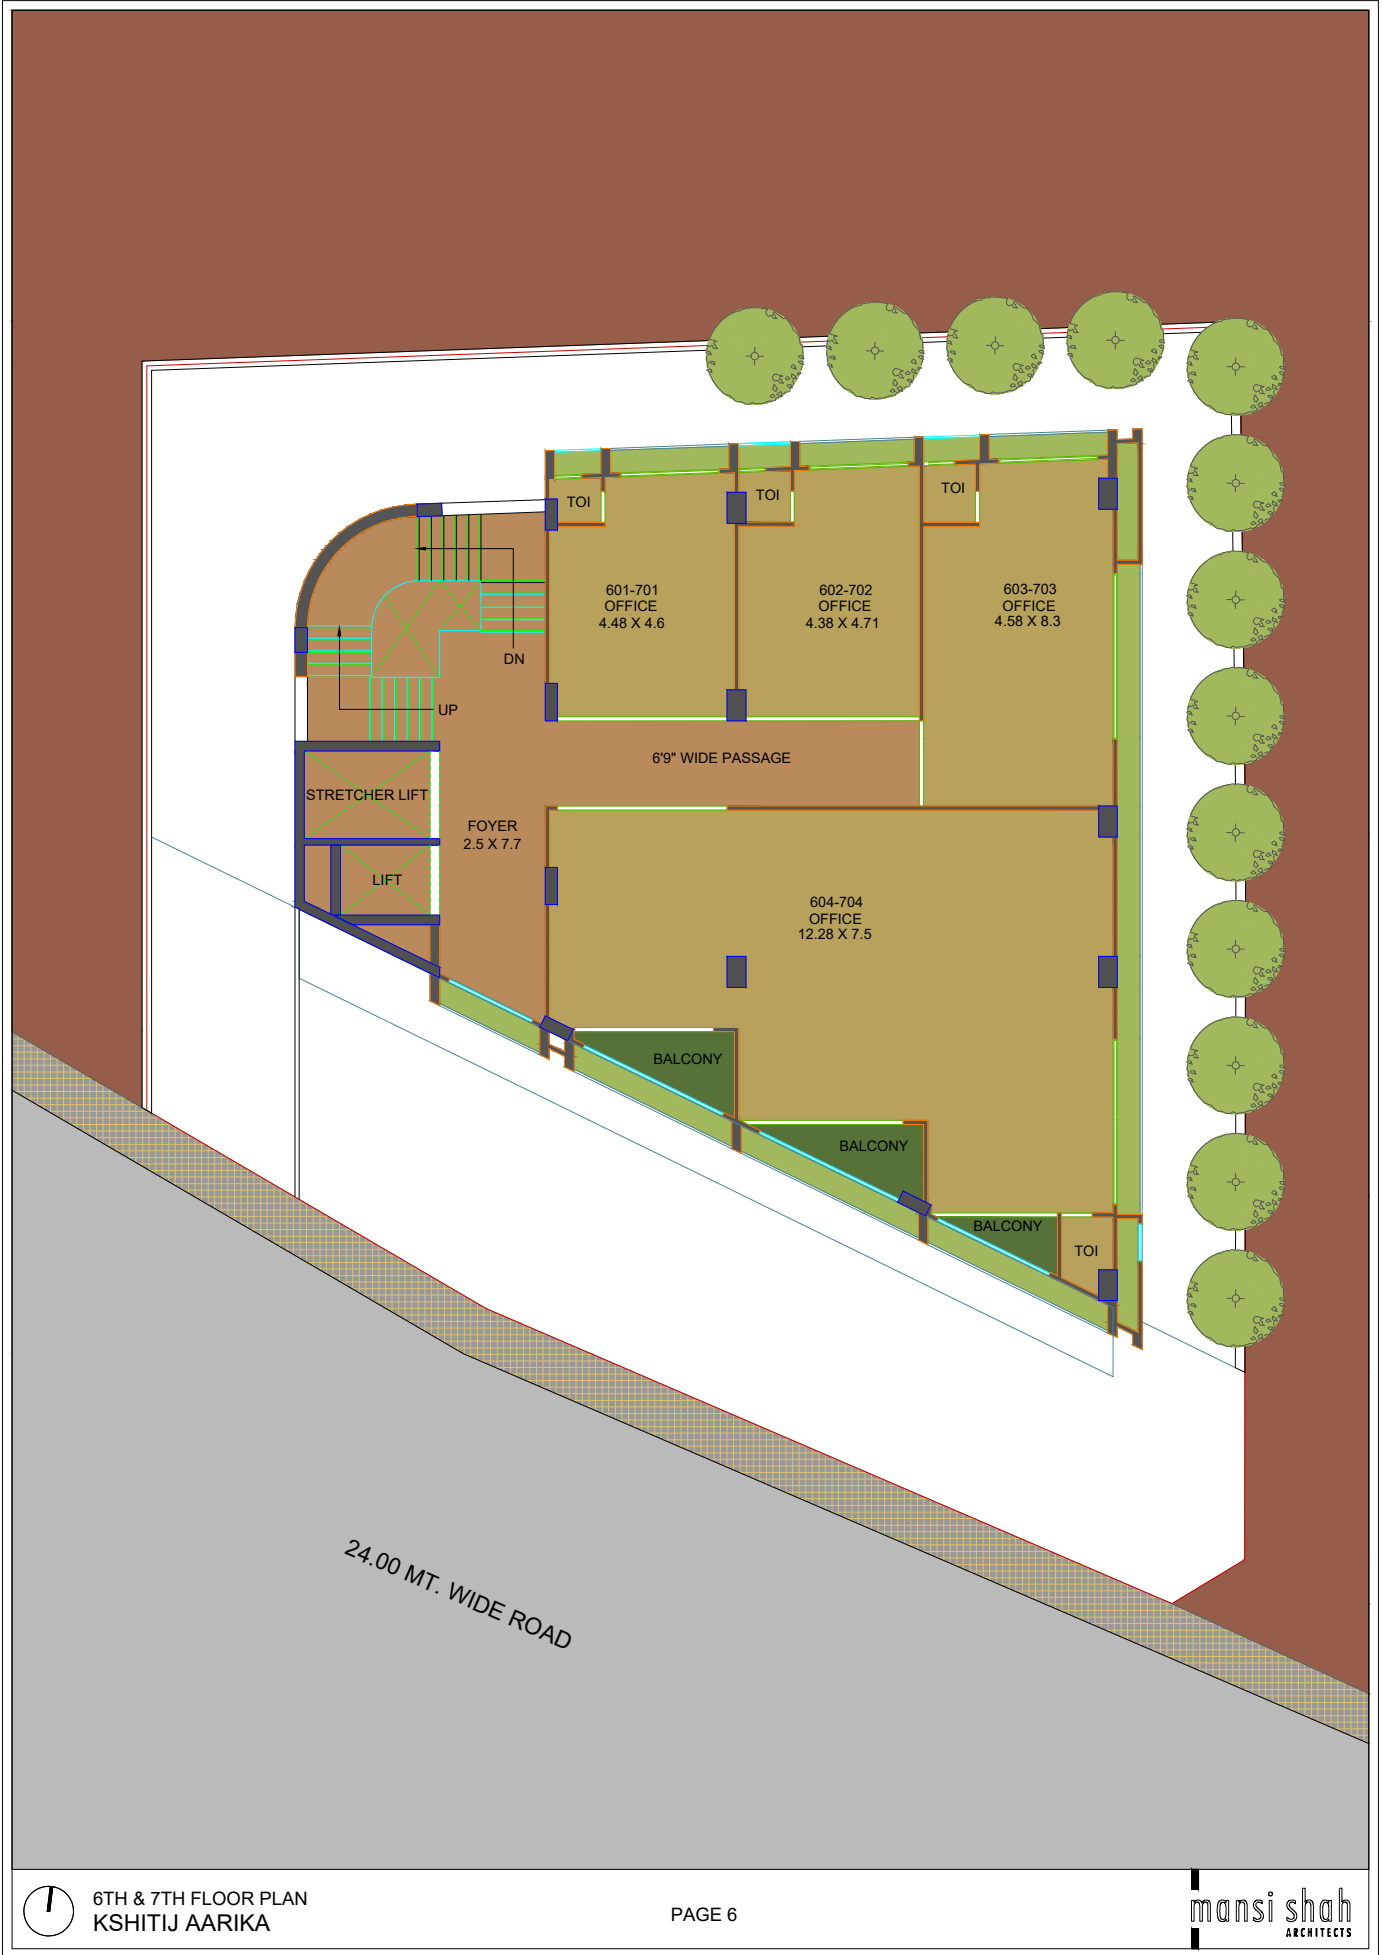 TOI
TOI
TOI
601-701
OFFICE
4.48 X 4.6
602-702
OFFICE
4.38 X 4.71
603-703
OFFICE
4.58 X 8.3
DN
UP
6'9" WIDE PASSAGE
STRETCHER LIFT
FOYER
2.5 X 7.7
LIFT
604-704
OFFICE
12.28 X 7.5
BALCONY
BALCONY
BALCONY
TOI
24.00 MT. WIDE ROAD
6TH & 7TH FLOOR PLAN
KSHITIJ AARIKA
PAGE 6
mansi shah
ARCHITECTS